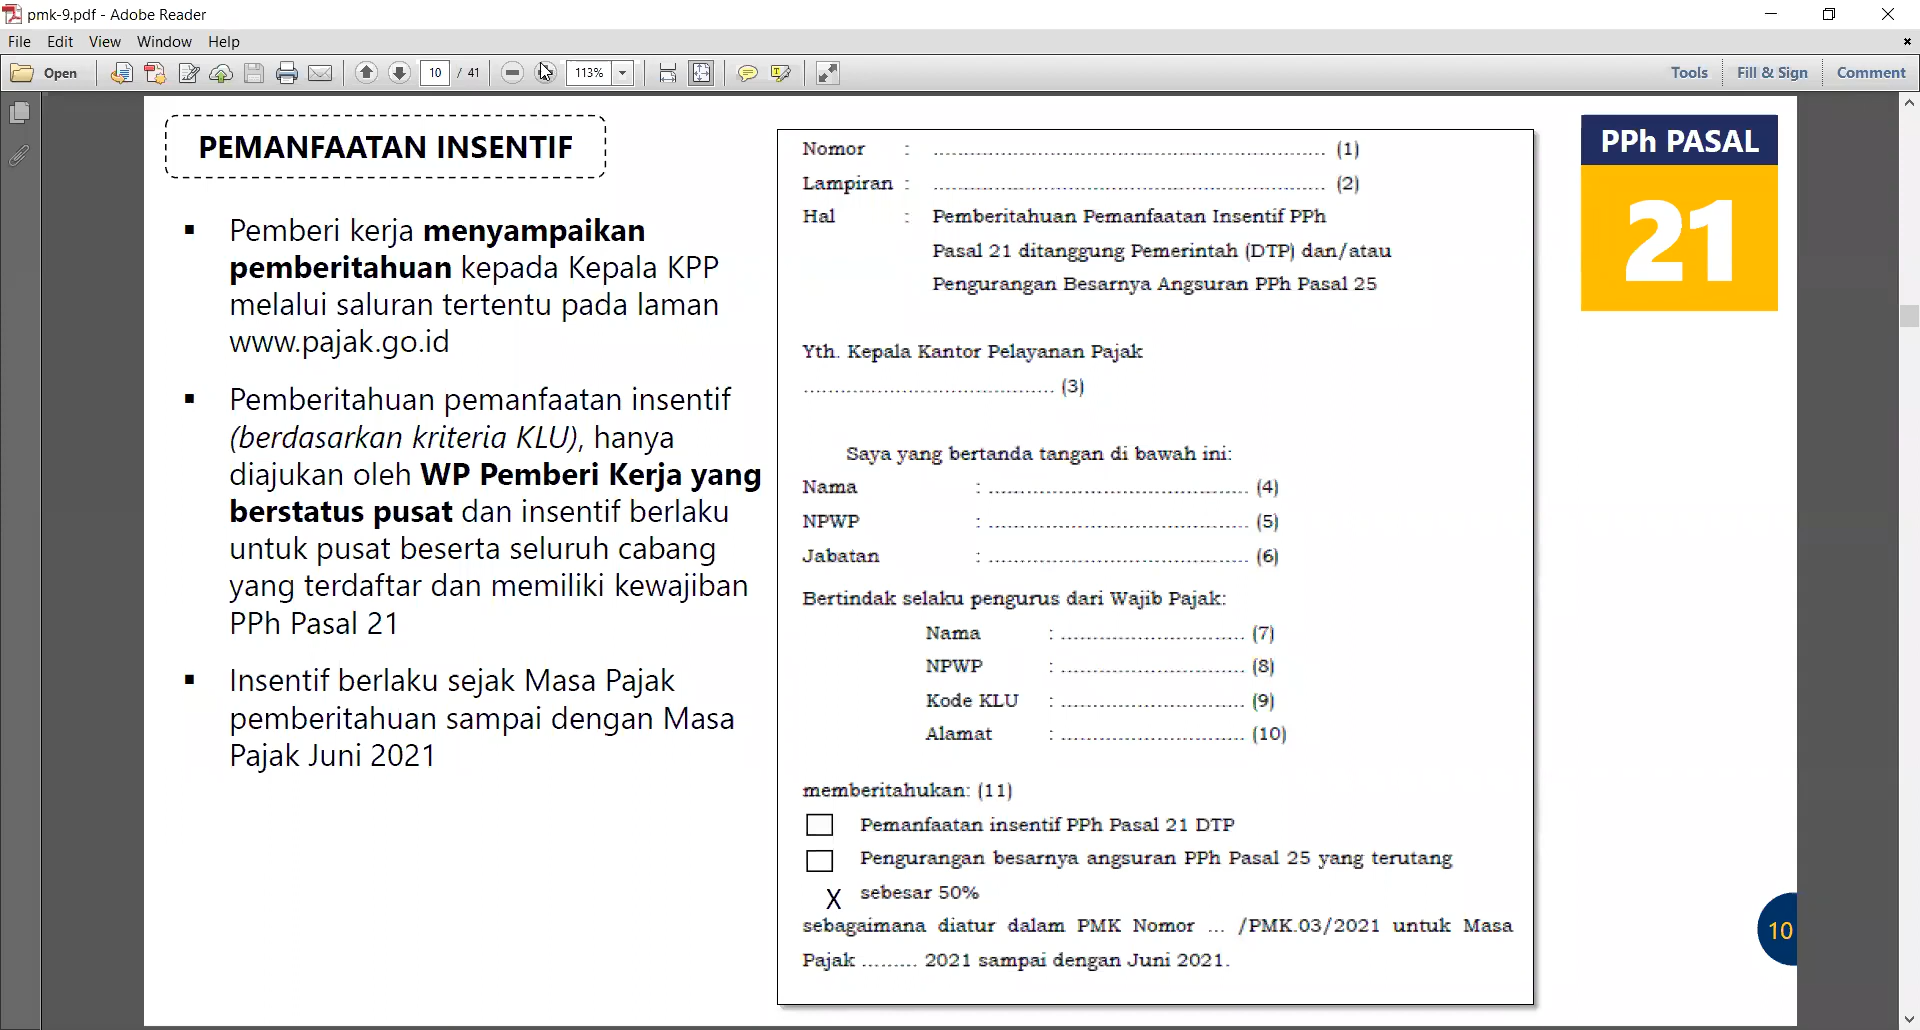 pmk-9.pdf - Adobe Reader
File Edit View Window Help
Open 10 / 41 113% Tools Fill & Sign Comment
PEMANFAATAN INSENTIF
▪ Pemberi kerja menyampaikan
pemberitahuan kepada Kepala KPP
melalui saluran tertentu pada laman
www.pajak.go.id
▪ Pemberitahuan pemanfaatan insentif
(berdasarkan kriteria KLU), hanya
diajukan oleh WP Pemberi Kerja yang
berstatus pusat dan insentif berlaku
untuk pusat beserta seluruh cabang
yang terdaftar dan memiliki kewajiban
PPh Pasal 21
▪ Insentif berlaku sejak Masa Pajak
pemberitahuan sampai dengan Masa
Pajak Juni 2021
Nomor : ............................................................... (1)
Lampiran : ............................................................... (2)
Hal : Pemberitahuan Pemanfaatan Insentif PPh
Pasal 21 ditanggung Pemerintah (DTP) dan/atau
Pengurangan Besarnya Angsuran PPh Pasal 25
Yth. Kepala Kantor Pelayanan Pajak
........................................ (3)
Saya yang bertanda tangan di bawah ini:
Nama : ......................................... (4)
NPWP : ......................................... (5)
Jabatan : ......................................... (6)
Bertindak selaku pengurus dari Wajib Pajak:
Nama : ............................. (7)
NPWP : ............................. (8)
Kode KLU : ............................. (9)
Alamat : ............................. (10)
memberitahukan: (11)
Pemanfaatan insentif PPh Pasal 21 DTP
Pengurangan besarnya angsuran PPh Pasal 25 yang terutang
X sebesar 50%
sebagaimana diatur dalam PMK Nomor ... /PMK.03/2021 untuk Masa
Pajak ......... 2021 sampai dengan Juni 2021.
PPh PASAL
21
10